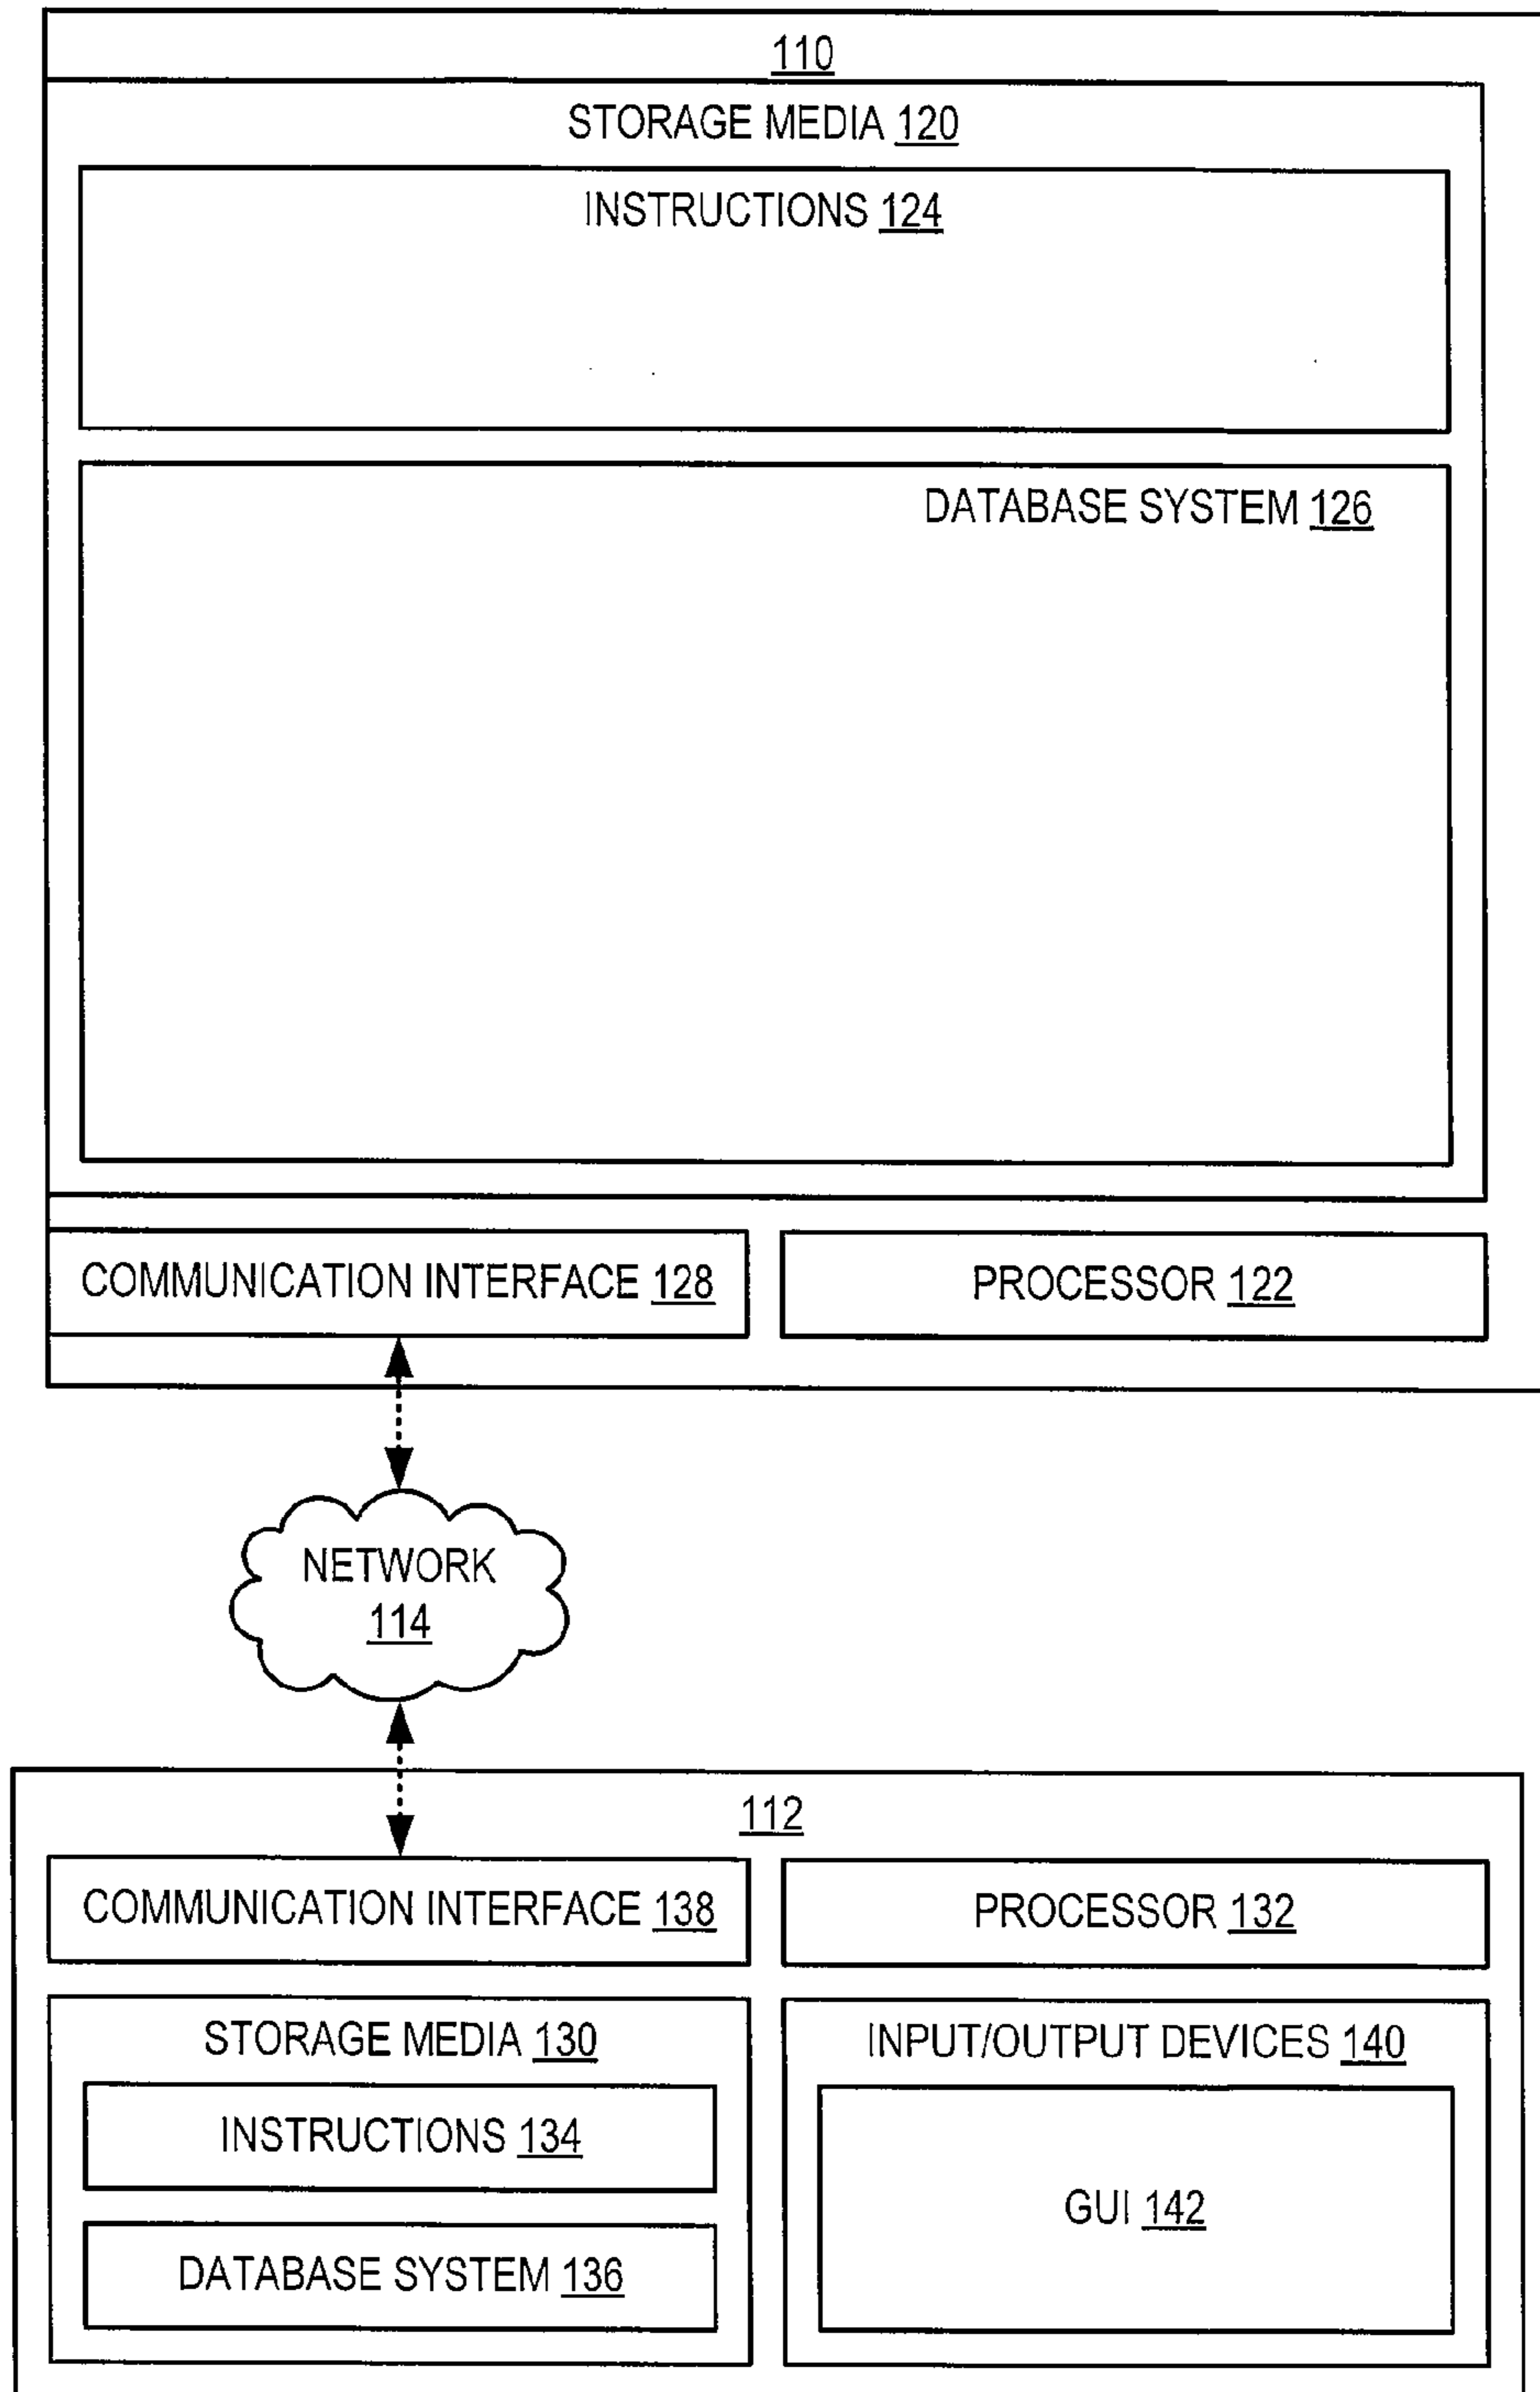 110
STORAGE MEDIA 120
INSTRUCTIONS 124
DATABASE SYSTEM 126
COMMUNICATION INTERFACE 128
PROCESSOR 122
NETWORK
114
112
COMMUNICATION INTERFACE 138
PROCESSOR 132
STORAGE MEDIA 130
INSTRUCTIONS 134
DATABASE SYSTEM 136
INPUT/OUTPUT DEVICES 140
GUI 142